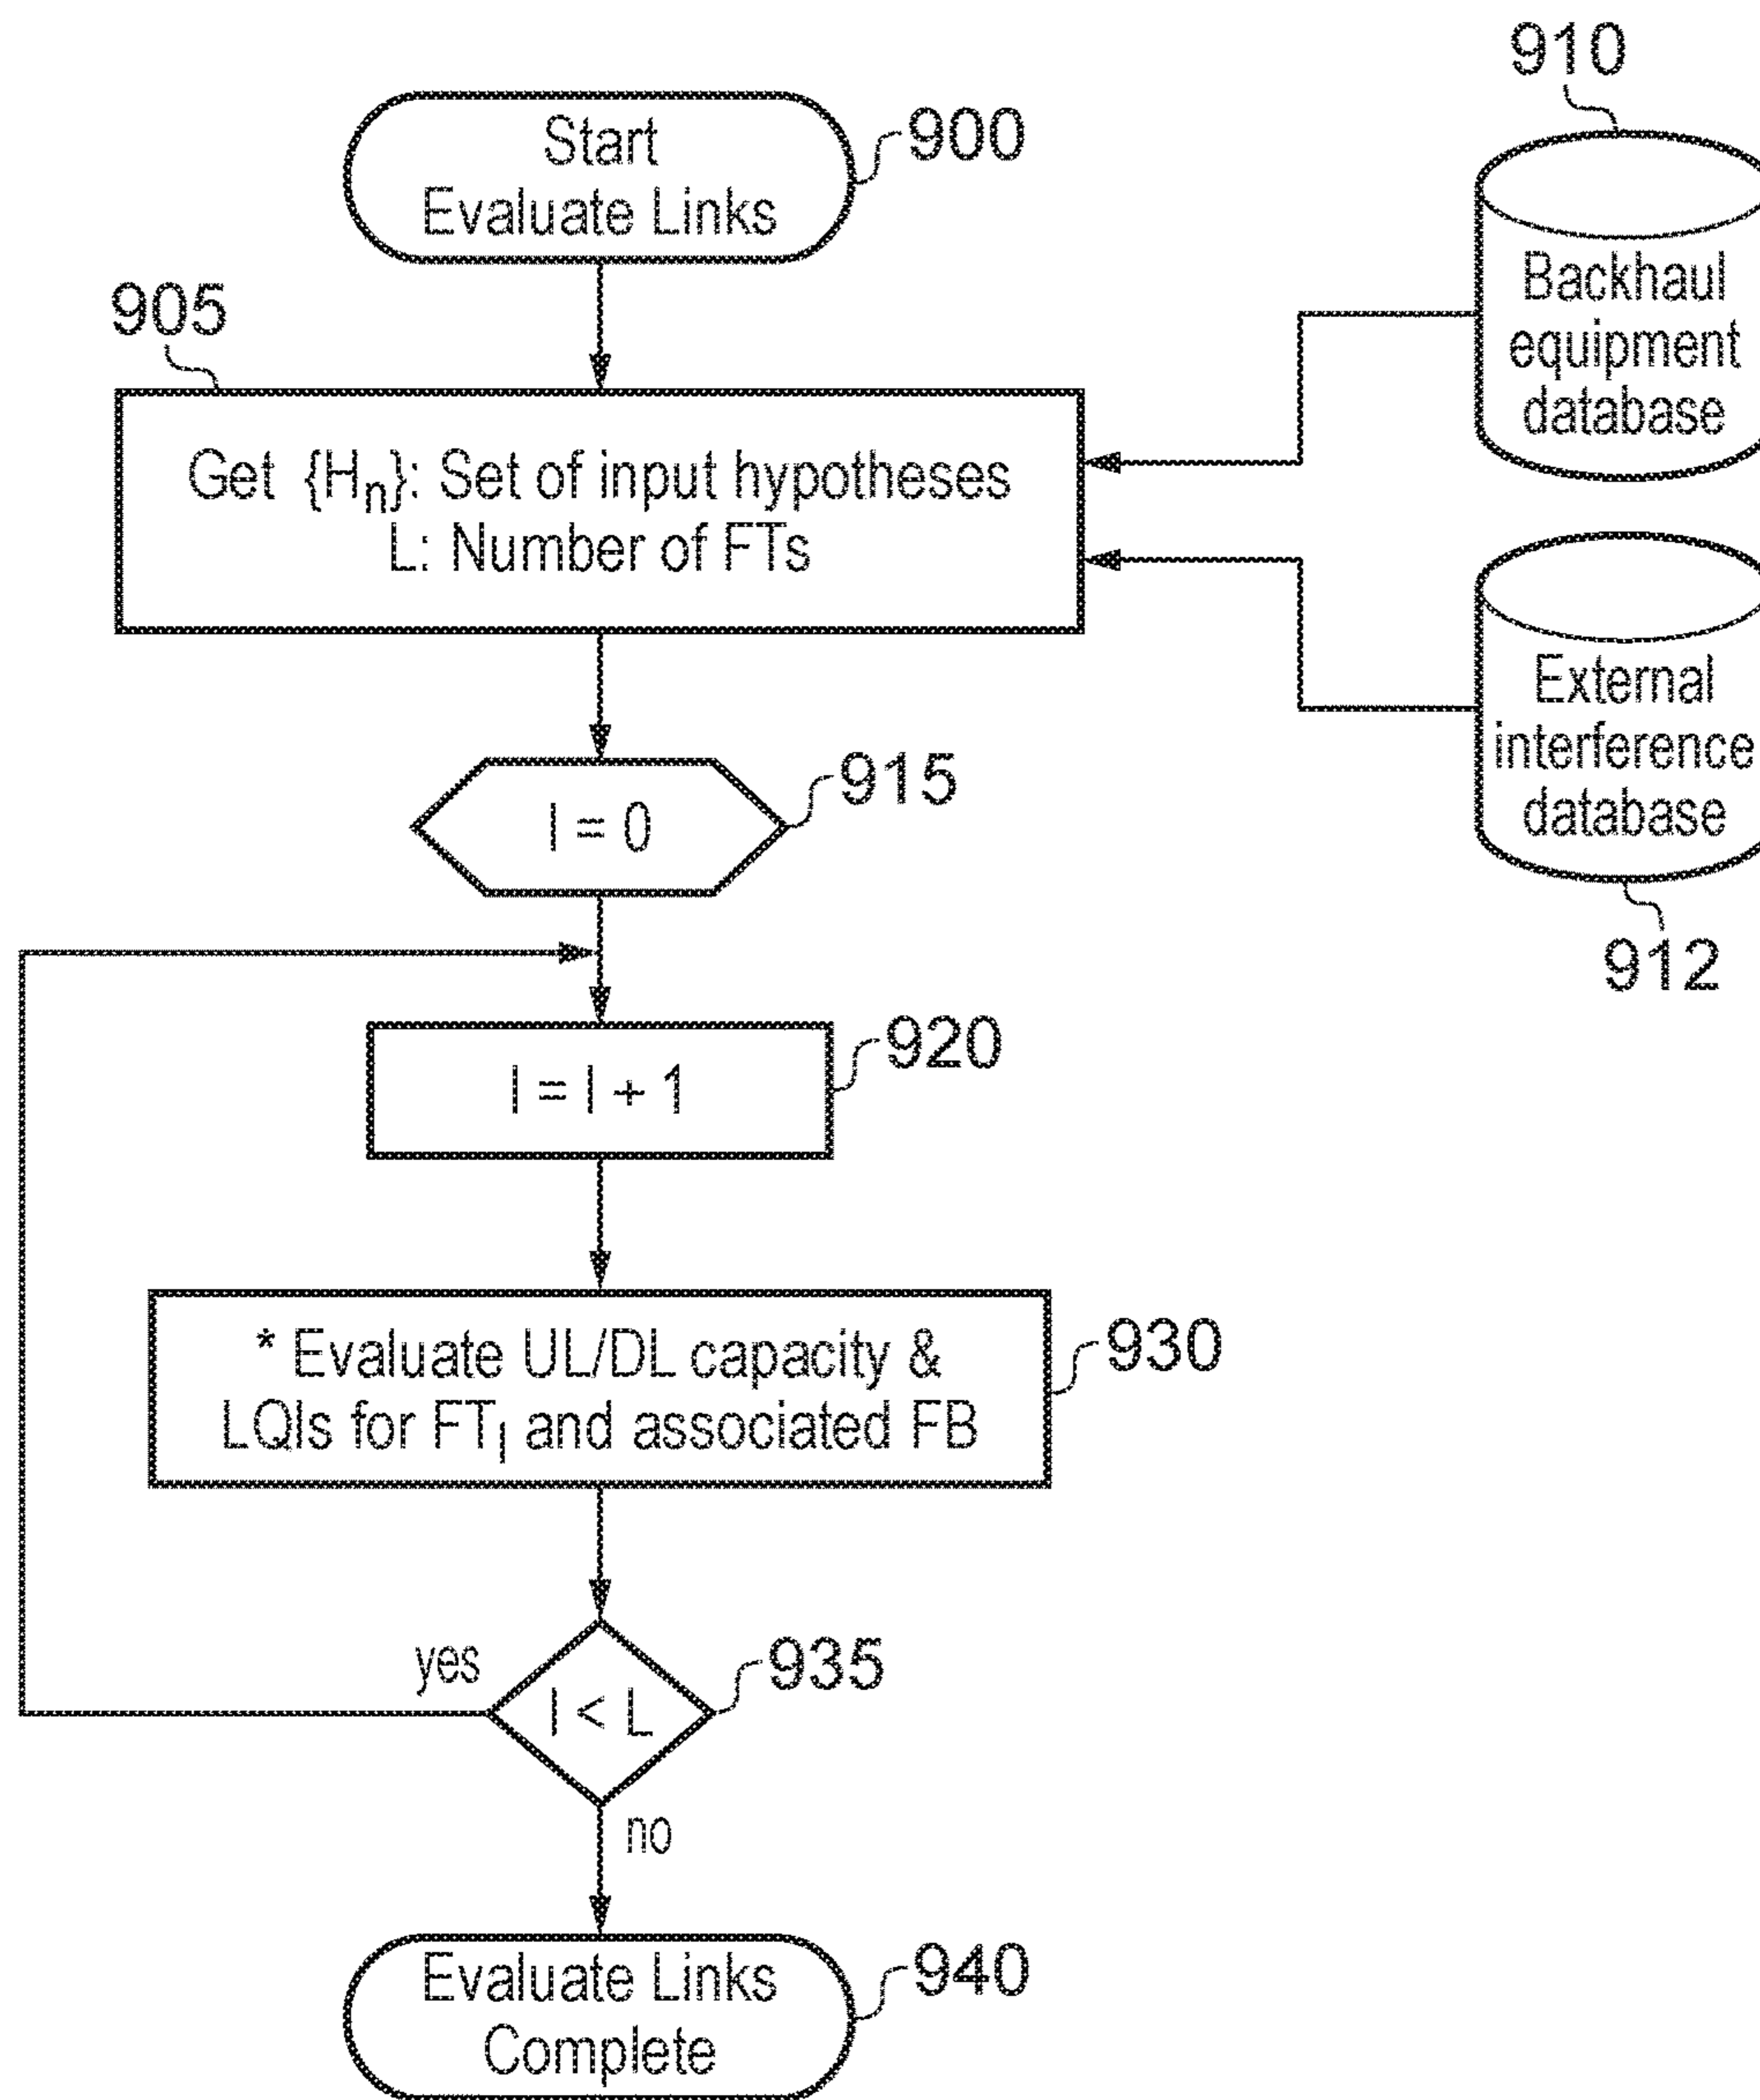 910
Start
Evaluate Links
900
Backhaul
equipment
database
905
Get {Hn}: Set of input hypotheses
L: Number of FTs
External
interference
database
912
l = 0
915
l = l + 1
920
* Evaluate UL/DL capacity &
LQIs for FTl and associated FB
930
yes
l < L
935
no
Evaluate Links
Complete
940